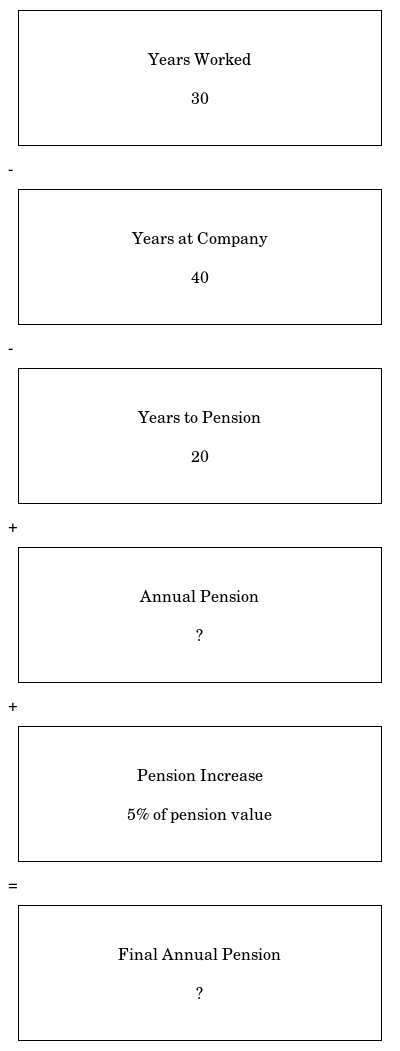 Years Worked
30
-
Years at Company
40
-
Years to Pension
20
+
Annual Pension
?
+
Pension Increase
5% of pension value
=
Final Annual Pension
?